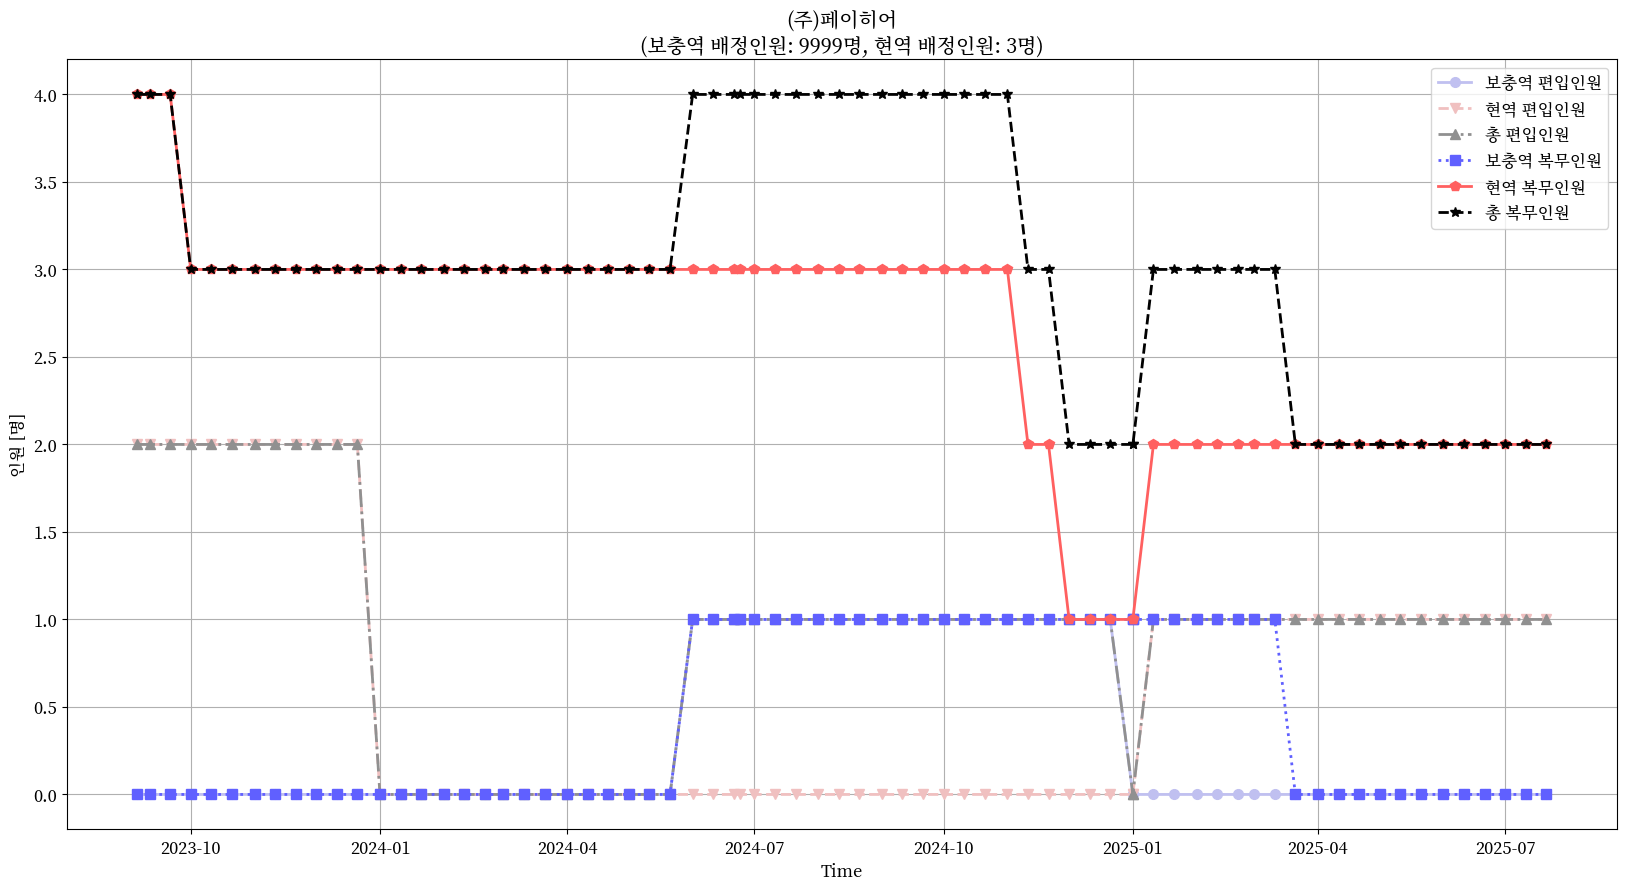 (주)페이히어
(보충역 배정인원: 9999명, 현역 배정인원: 3명)
보충역 편입인원
현역 편입인원
총 편입인원
보충역 복무인원
현역 복무인원
총 복무인원
인원 [명]
4.0
3.5
3.0
2.5
2.0
1.5
1.0
0.5
0.0
2023-10 2024-01 2024-04 2024-07 2024-10 2025-01 2025-04 2025-07
Time